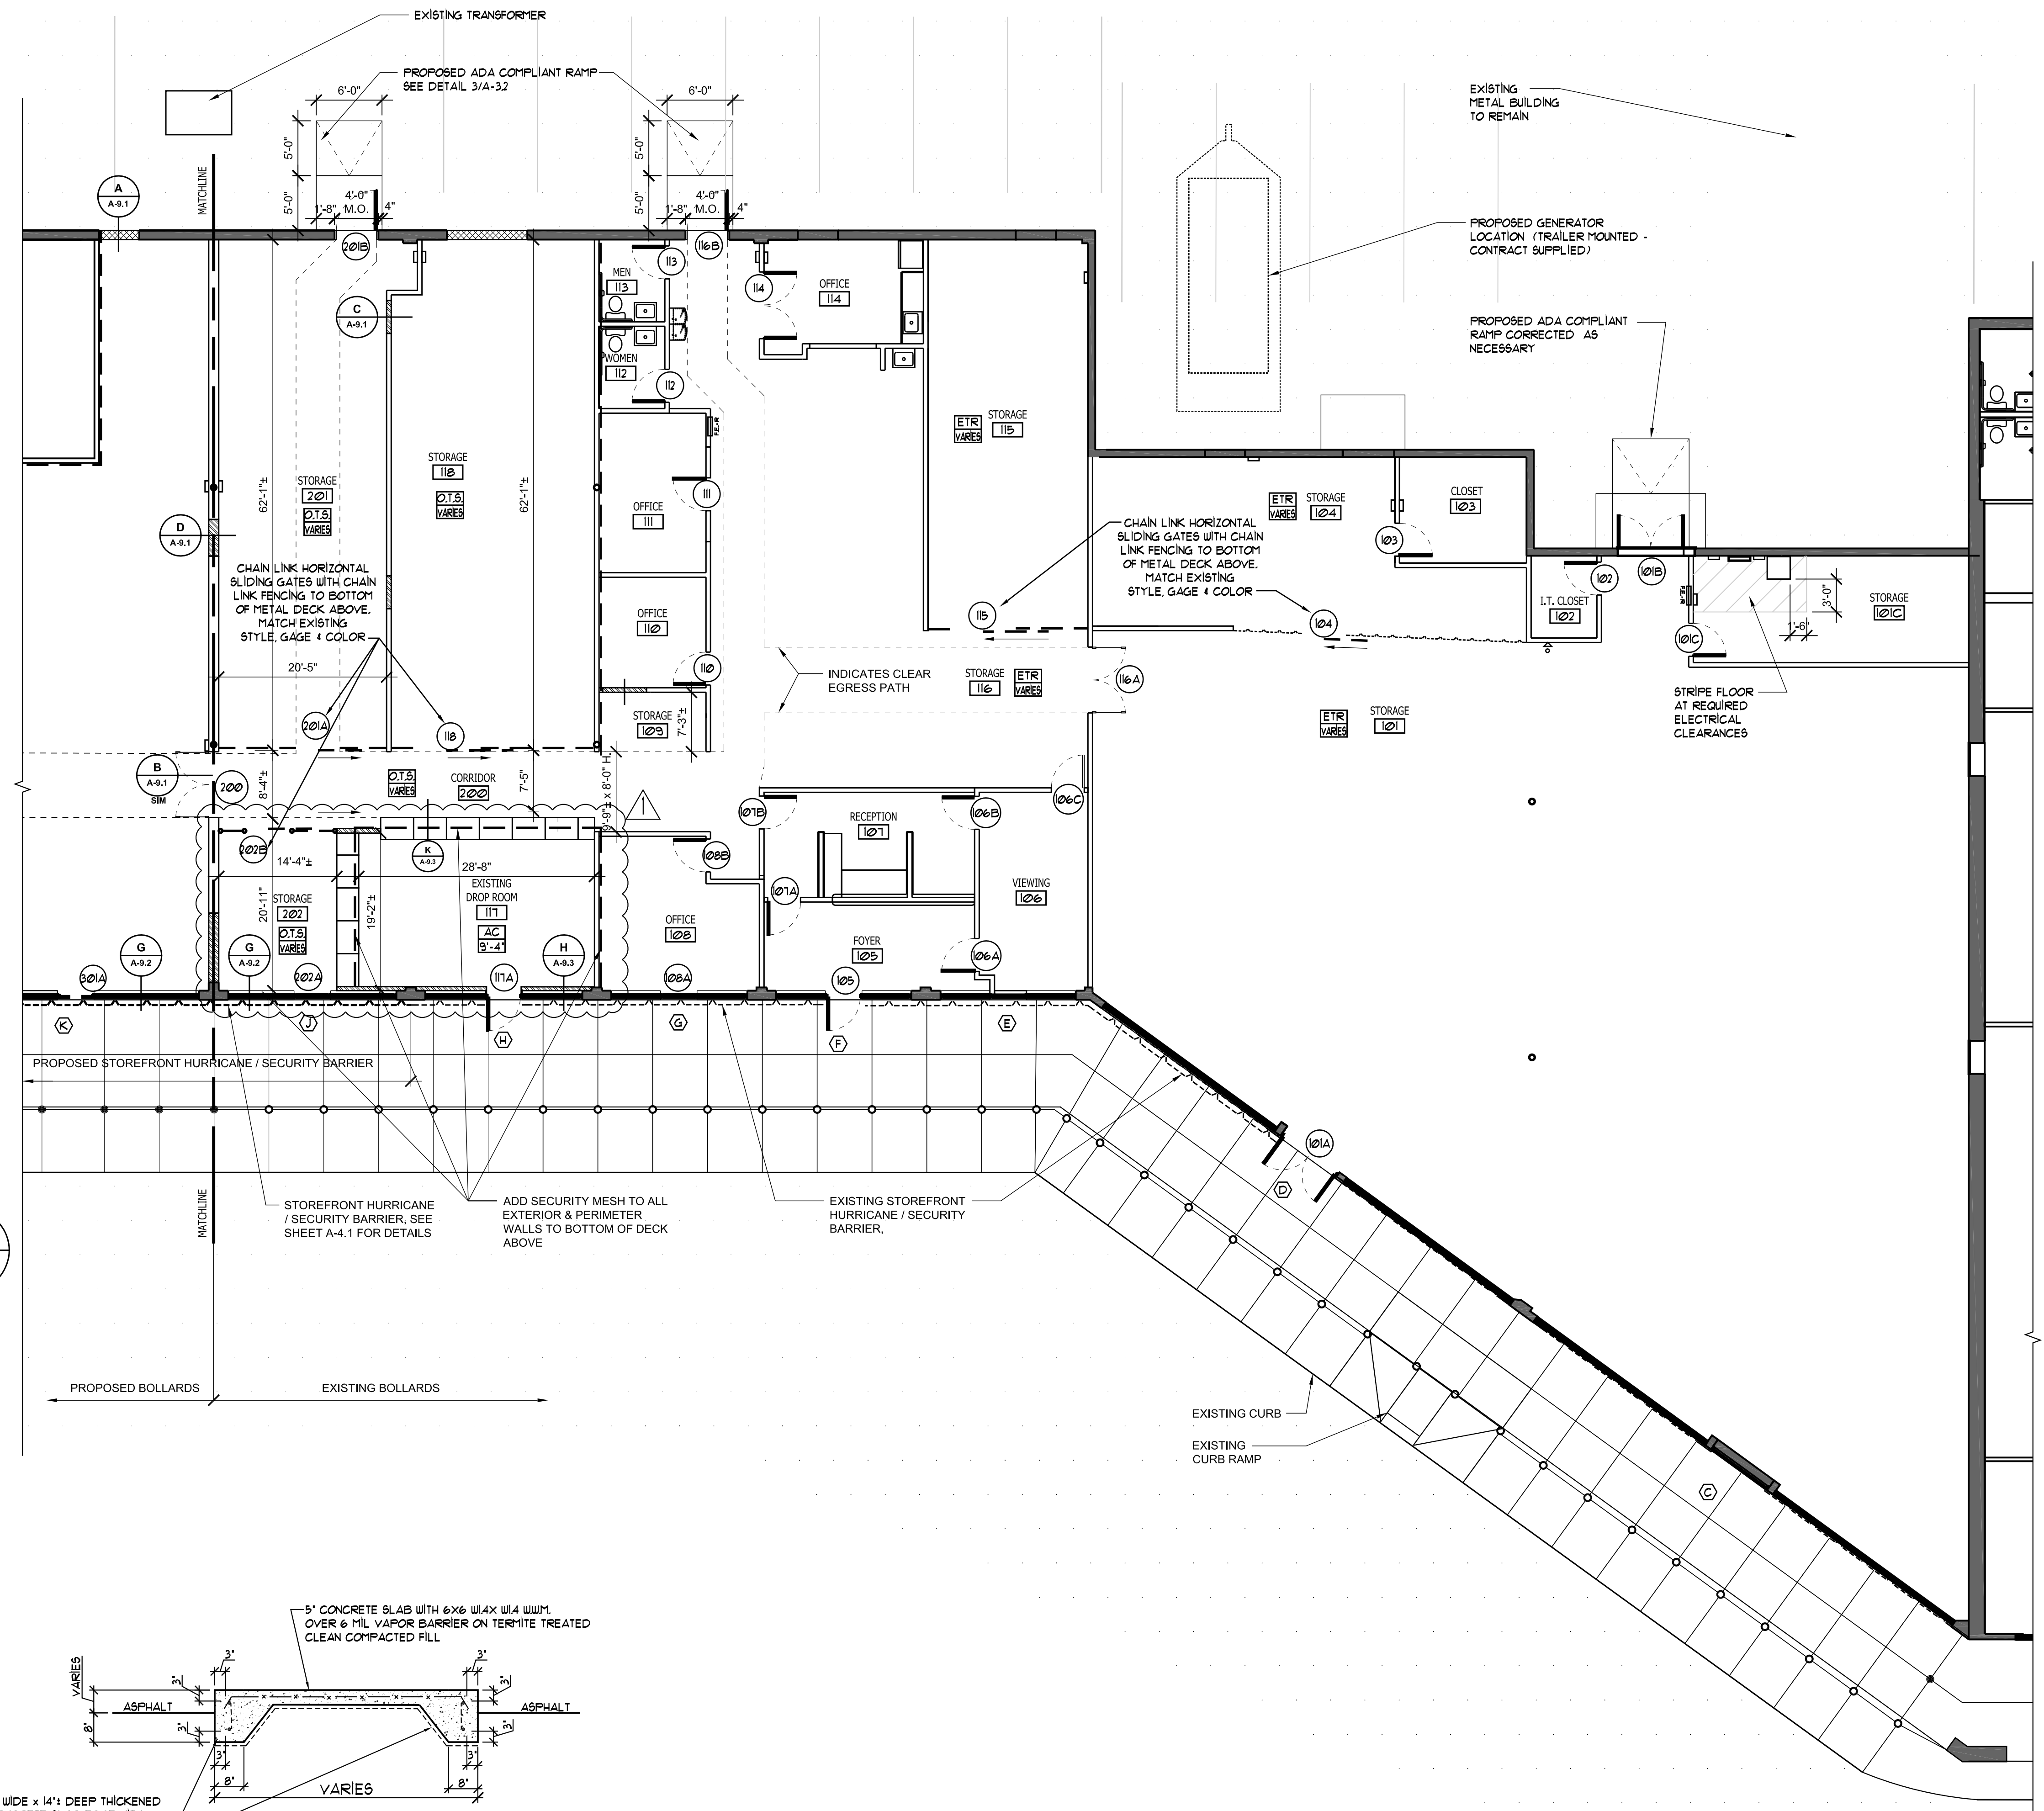 EXISTING TRANSFORMER
PROPOSED ADA COMPLIANT RAMP
SEE DETAIL 3/A-3.2
6'-0"
6'-0"
EXISTING
METAL BUILDING
TO REMAIN
5'-0"
5'-0"
5'-0"
5'-0"
MATCHLINE
A
A-9.1
4'-0"
M.O.
1'-8"
4"
4'-0"
M.O.
1'-8"
4"
PROPOSED GENERATOR
LOCATION (TRAILER MOUNTED -
CONTRACT SUPPLIED)
201B
116B
113
MEN
113
114
OFFICE
114
C
A-9.1
PROPOSED ADA COMPLIANT
RAMP CORRECTED AS
NECESSARY
WOMEN
112
112
ETR
VARIES
STORAGE
115
STORAGE
118
O.T.S.
VARIES
STORAGE
201
O.T.S.
VARIES
62'-1"±
62'-1"±
111
OFFICE
111
ETR
VARIES
STORAGE
104
CLOSET
103
103
D
A-9.1
CHAIN LINK HORIZONTAL
SLIDING GATES WITH CHAIN
LINK FENCING TO BOTTOM
OF METAL DECK ABOVE.
MATCH EXISTING
STYLE, GAGE & COLOR
CHAIN LINK HORIZONTAL
SLIDING GATES WITH CHAIN
LINK FENCING TO BOTTOM
OF METAL DECK ABOVE.
MATCH EXISTING
STYLE, GAGE & COLOR
102
101B
I.T. CLOSET
102
3'-0"
1'-6"
STORAGE
101C
101C
115
104
OFFICE
110
110
20'-5"
INDICATES CLEAR
EGRESS PATH
STORAGE
116
ETR
VARIES
116A
STRIPE FLOOR
AT REQUIRED
ELECTRICAL
CLEARANCES
201A
118
STORAGE
109
7'-3"±
ETR
VARIES
STORAGE
101
B
A-9.1
SIM
200
8'-4"±
O.T.S.
VARIES
CORRIDOR
200
7'-5"
9'-9"± x 8'-0" H.
1
107B
RECEPTION
107
106B
106C
202B
14'-4"±
K
A-9.3
28'-8"
108B
EXISTING
DROP ROOM
117
AC
9'-4"
20'-11"
STORAGE
202
O.T.S.
VARIES
19'-2"±
107A
VIEWING
106
OFFICE
108
FOYER
105
106A
G
A-9.2
G
A-9.2
H
A-9.3
301A
202A
117A
108A
105
K
J
H
G
F
E
PROPOSED STOREFRONT HURRICANE / SECURITY BARRIER
101A
D
MATCHLINE
STOREFRONT HURRICANE
/ SECURITY BARRIER, SEE
SHEET A-4.1 FOR DETAILS
ADD SECURITY MESH TO ALL
EXTERIOR & PERIMETER
WALLS TO BOTTOM OF DECK
ABOVE
EXISTING STOREFRONT
HURRICANE / SECURITY
BARRIER,
PROPOSED BOLLARDS
EXISTING BOLLARDS
EXISTING CURB
EXISTING
CURB RAMP
C
5" CONCRETE SLAB WITH 6X6 W1.4X W1.4 W.W.M.
OVER 6 MIL VAPOR BARRIER ON TERMITE TREATED
CLEAN COMPACTED FILL
VARIES
3"
3"
3"
3"
ASPHALT
ASPHALT
8"
3"
3"
3"
3"
8"
8"
VARIES
WIDE x 14"± DEEP THICKENED